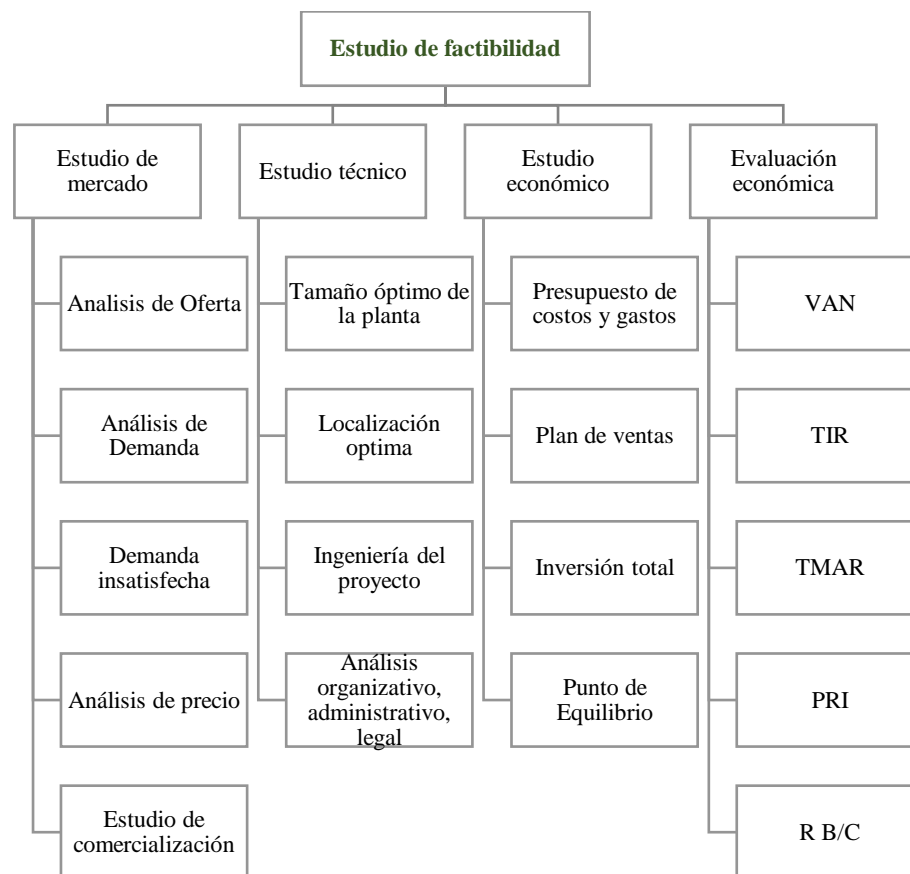 Estudio de factibilidad
Estudio de
mercado
Analisis de Oferta
Análisis de
Demanda
Demanda
insatisfecha
Análisis de precio
Estudio de
comercialización
Estudio técnico
Tamaño óptimo de
la planta
Localización
optima
Ingeniería del
proyecto
Análisis
organizativo,
administrativo,
legal
Estudio
económico
Presupuesto de
costos y gastos
Plan de ventas
Inversión total
Punto de
Equilibrio
Evaluación
económica
VAN
TIR
TMAR
PRI
R B/C